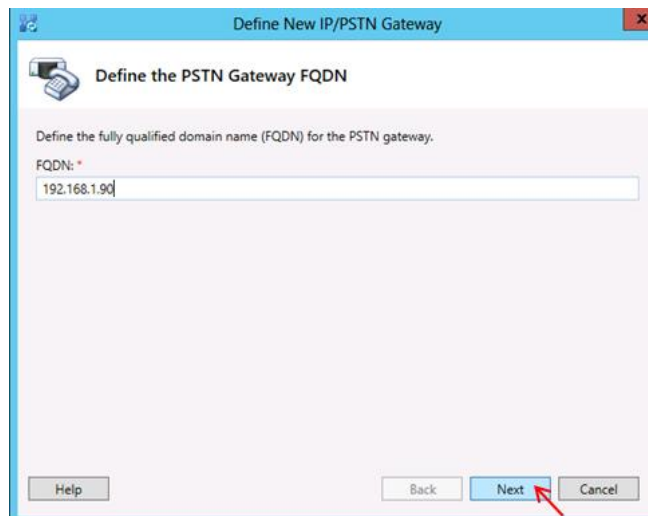 Define New IP/PSTN Gateway
x
Define the PSTN Gateway FQDN
Define the fully qualified domain name (FQDN) for the PSTN gateway.
FQDN: *
192.168.1.90
Help Back Next Cancel